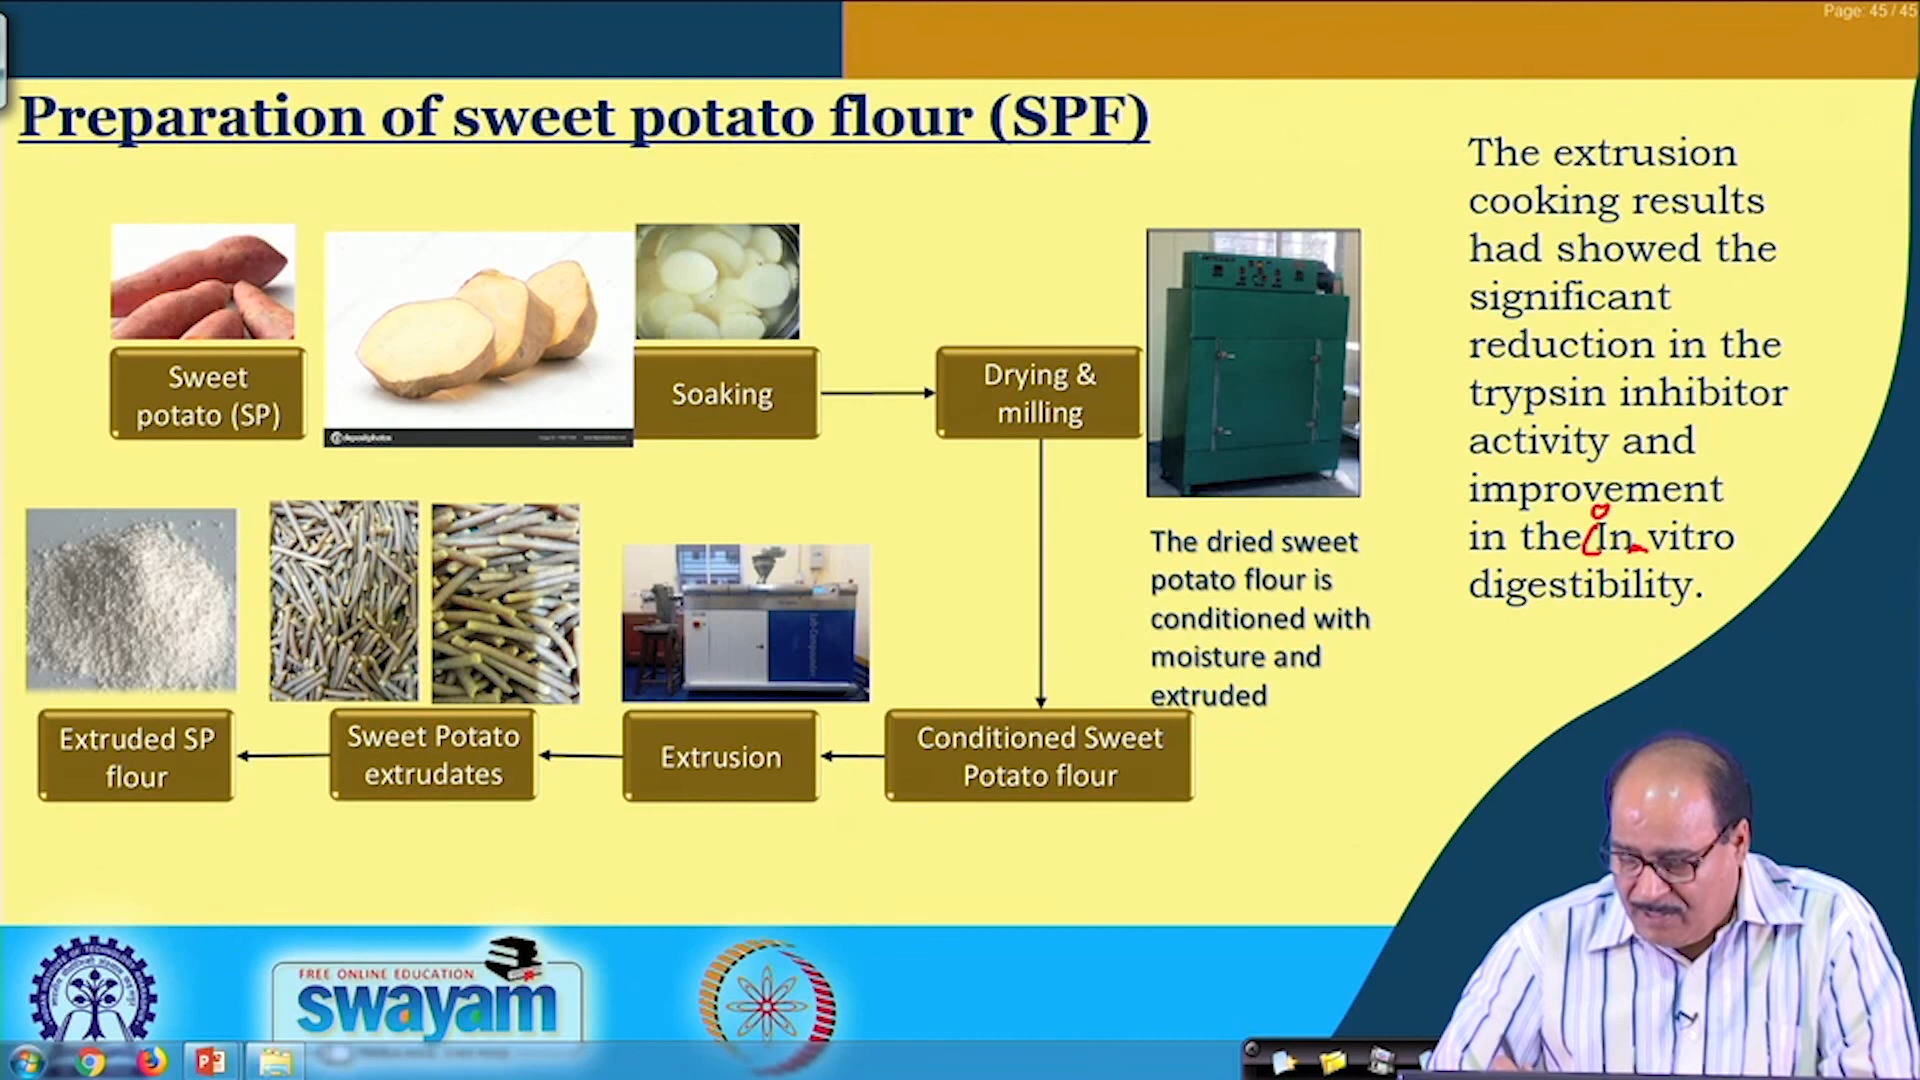 Page: 45 / 45
Preparation of sweet potato flour (SPF)
Sweet
potato (SP)
depositphotos
Soaking
Drying &
milling
The dried sweet
potato flour is
conditioned with
moisture and
extruded
Extruded SP
flour
Sweet Potato
extrudates
Extrusion
Conditioned Sweet
Potato flour
The extrusion
cooking results
had showed the
significant
reduction in the
trypsin inhibitor
activity and
improvement
in the In vitro
digestibility.
i
FREE ONLINE EDUCATION
swayam